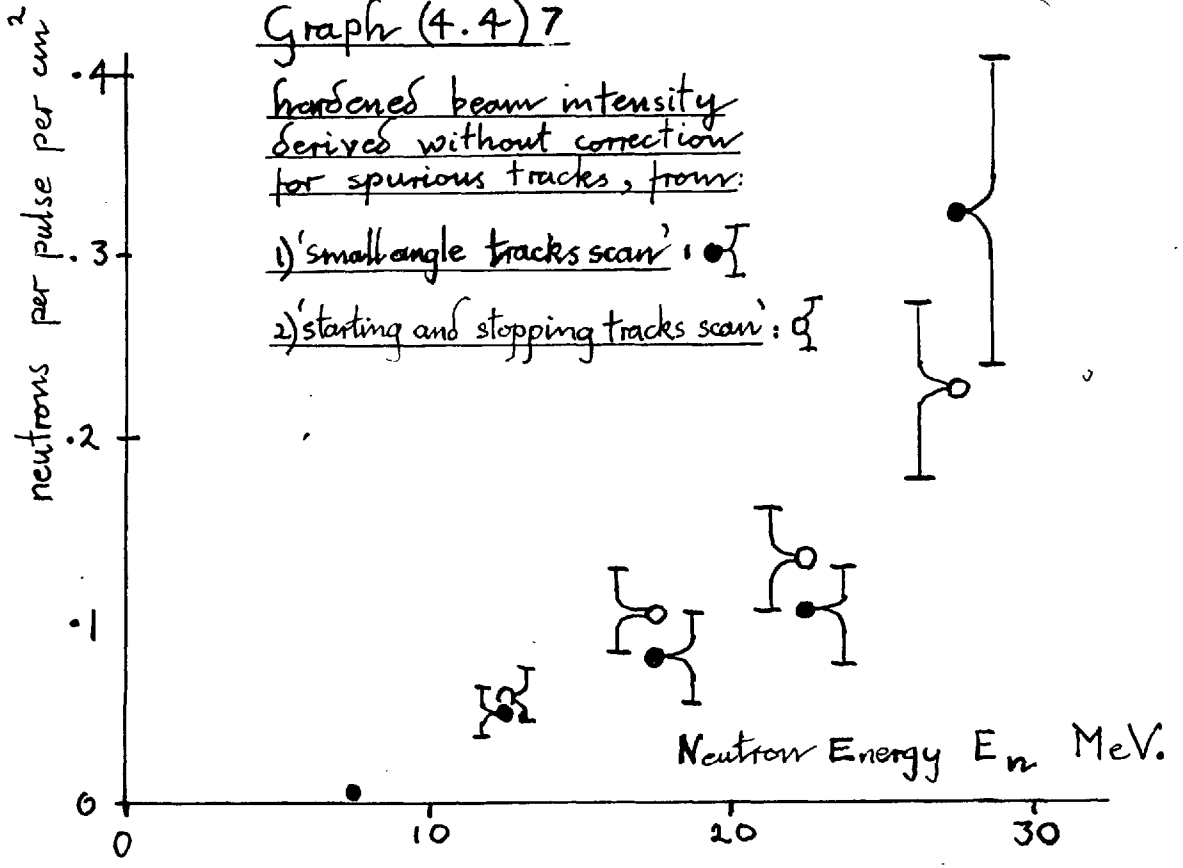 Graph (4.4) 7
hardened beam intensity
derived without correction
for spurious tracks, from:
1) 'small angle tracks scan' :
2) 'starting and stopping tracks scan' :
neutrons per pulse per cm²
.4
.3
.2
.1
0
0
10
20
30
Neutron Energy En MeV.